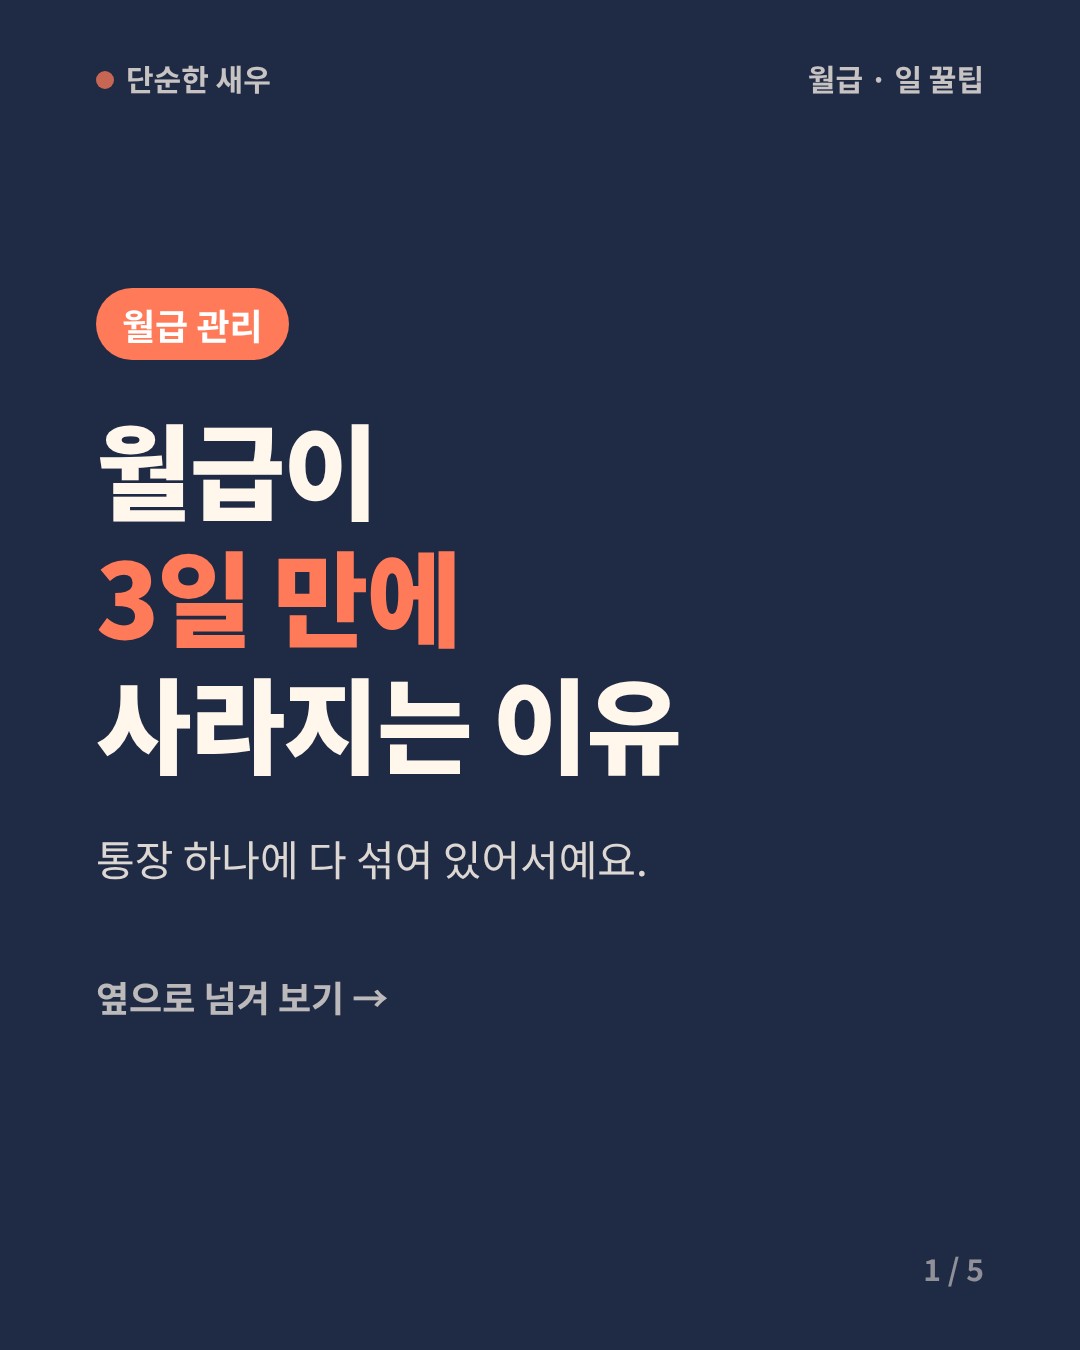 단순한 새우
월급 · 일 꿀팁
월급 관리
월급이
3일 만에
사라지는 이유
통장 하나에 다 섞여 있어서예요.
옆으로 넘겨 보기 →
1 / 5